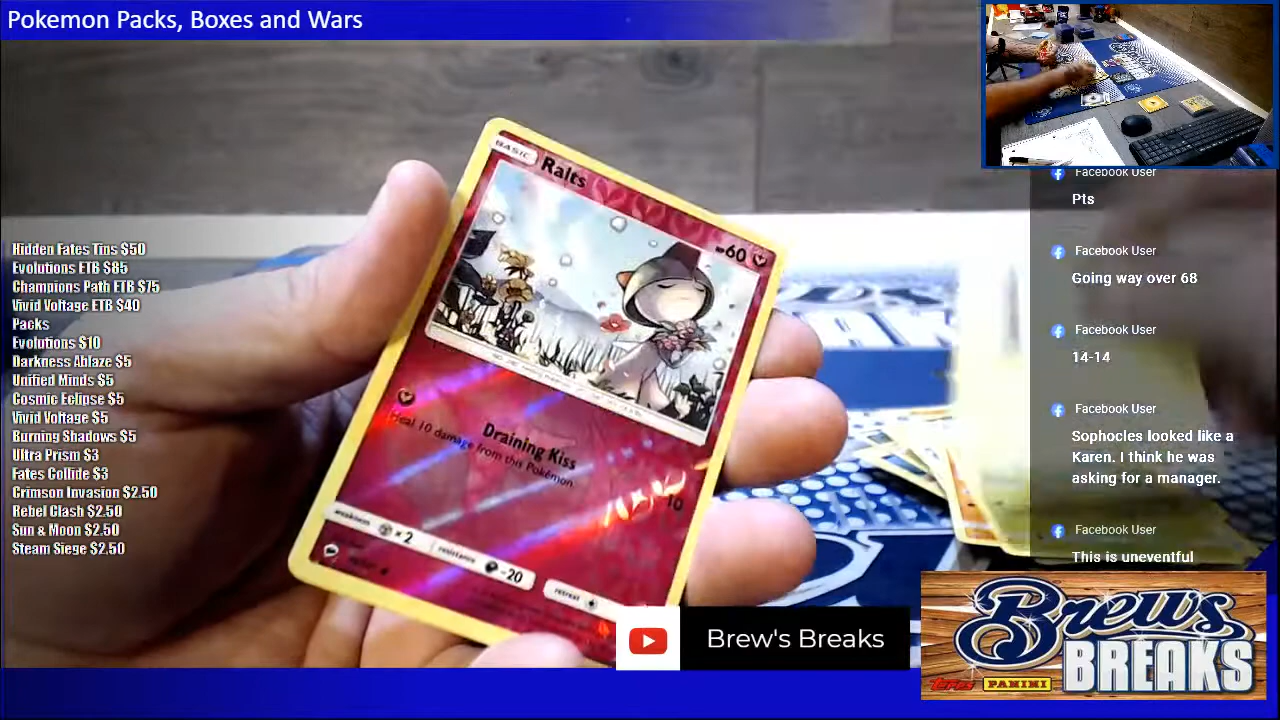 Pokemon Packs, Boxes and Wars
Hidden Fates Tins $50
Evolutions ETB $85
Champions Path ETB $75
Vivid Voltage ETB $40
Packs
Evolutions $10
Darkness Ablaze $5
Unified Minds $5
Cosmic Eclipse $5
Vivid Voltage $5
Burning Shadows $5
Ultra Prism $3
Fates Collide $3
Crimson Invasion $2.50
Rebel Clash $2.50
Sun & Moon $2.50
Steam Siege $2.50
BASIC
Ralts
HP60
Draining Kiss
10
Heal 10 damage from this Pokémon.
weakness
×2
resistance
-20
retreat
Facebook User
Pts
Facebook User
Going way over 68
Facebook User
14-14
Facebook User
Sophocles looked like a
Karen. I think he was
asking for a manager.
Facebook User
This is uneventful
Brew's Breaks
Brew's
BREAKS
Topps
PANINI